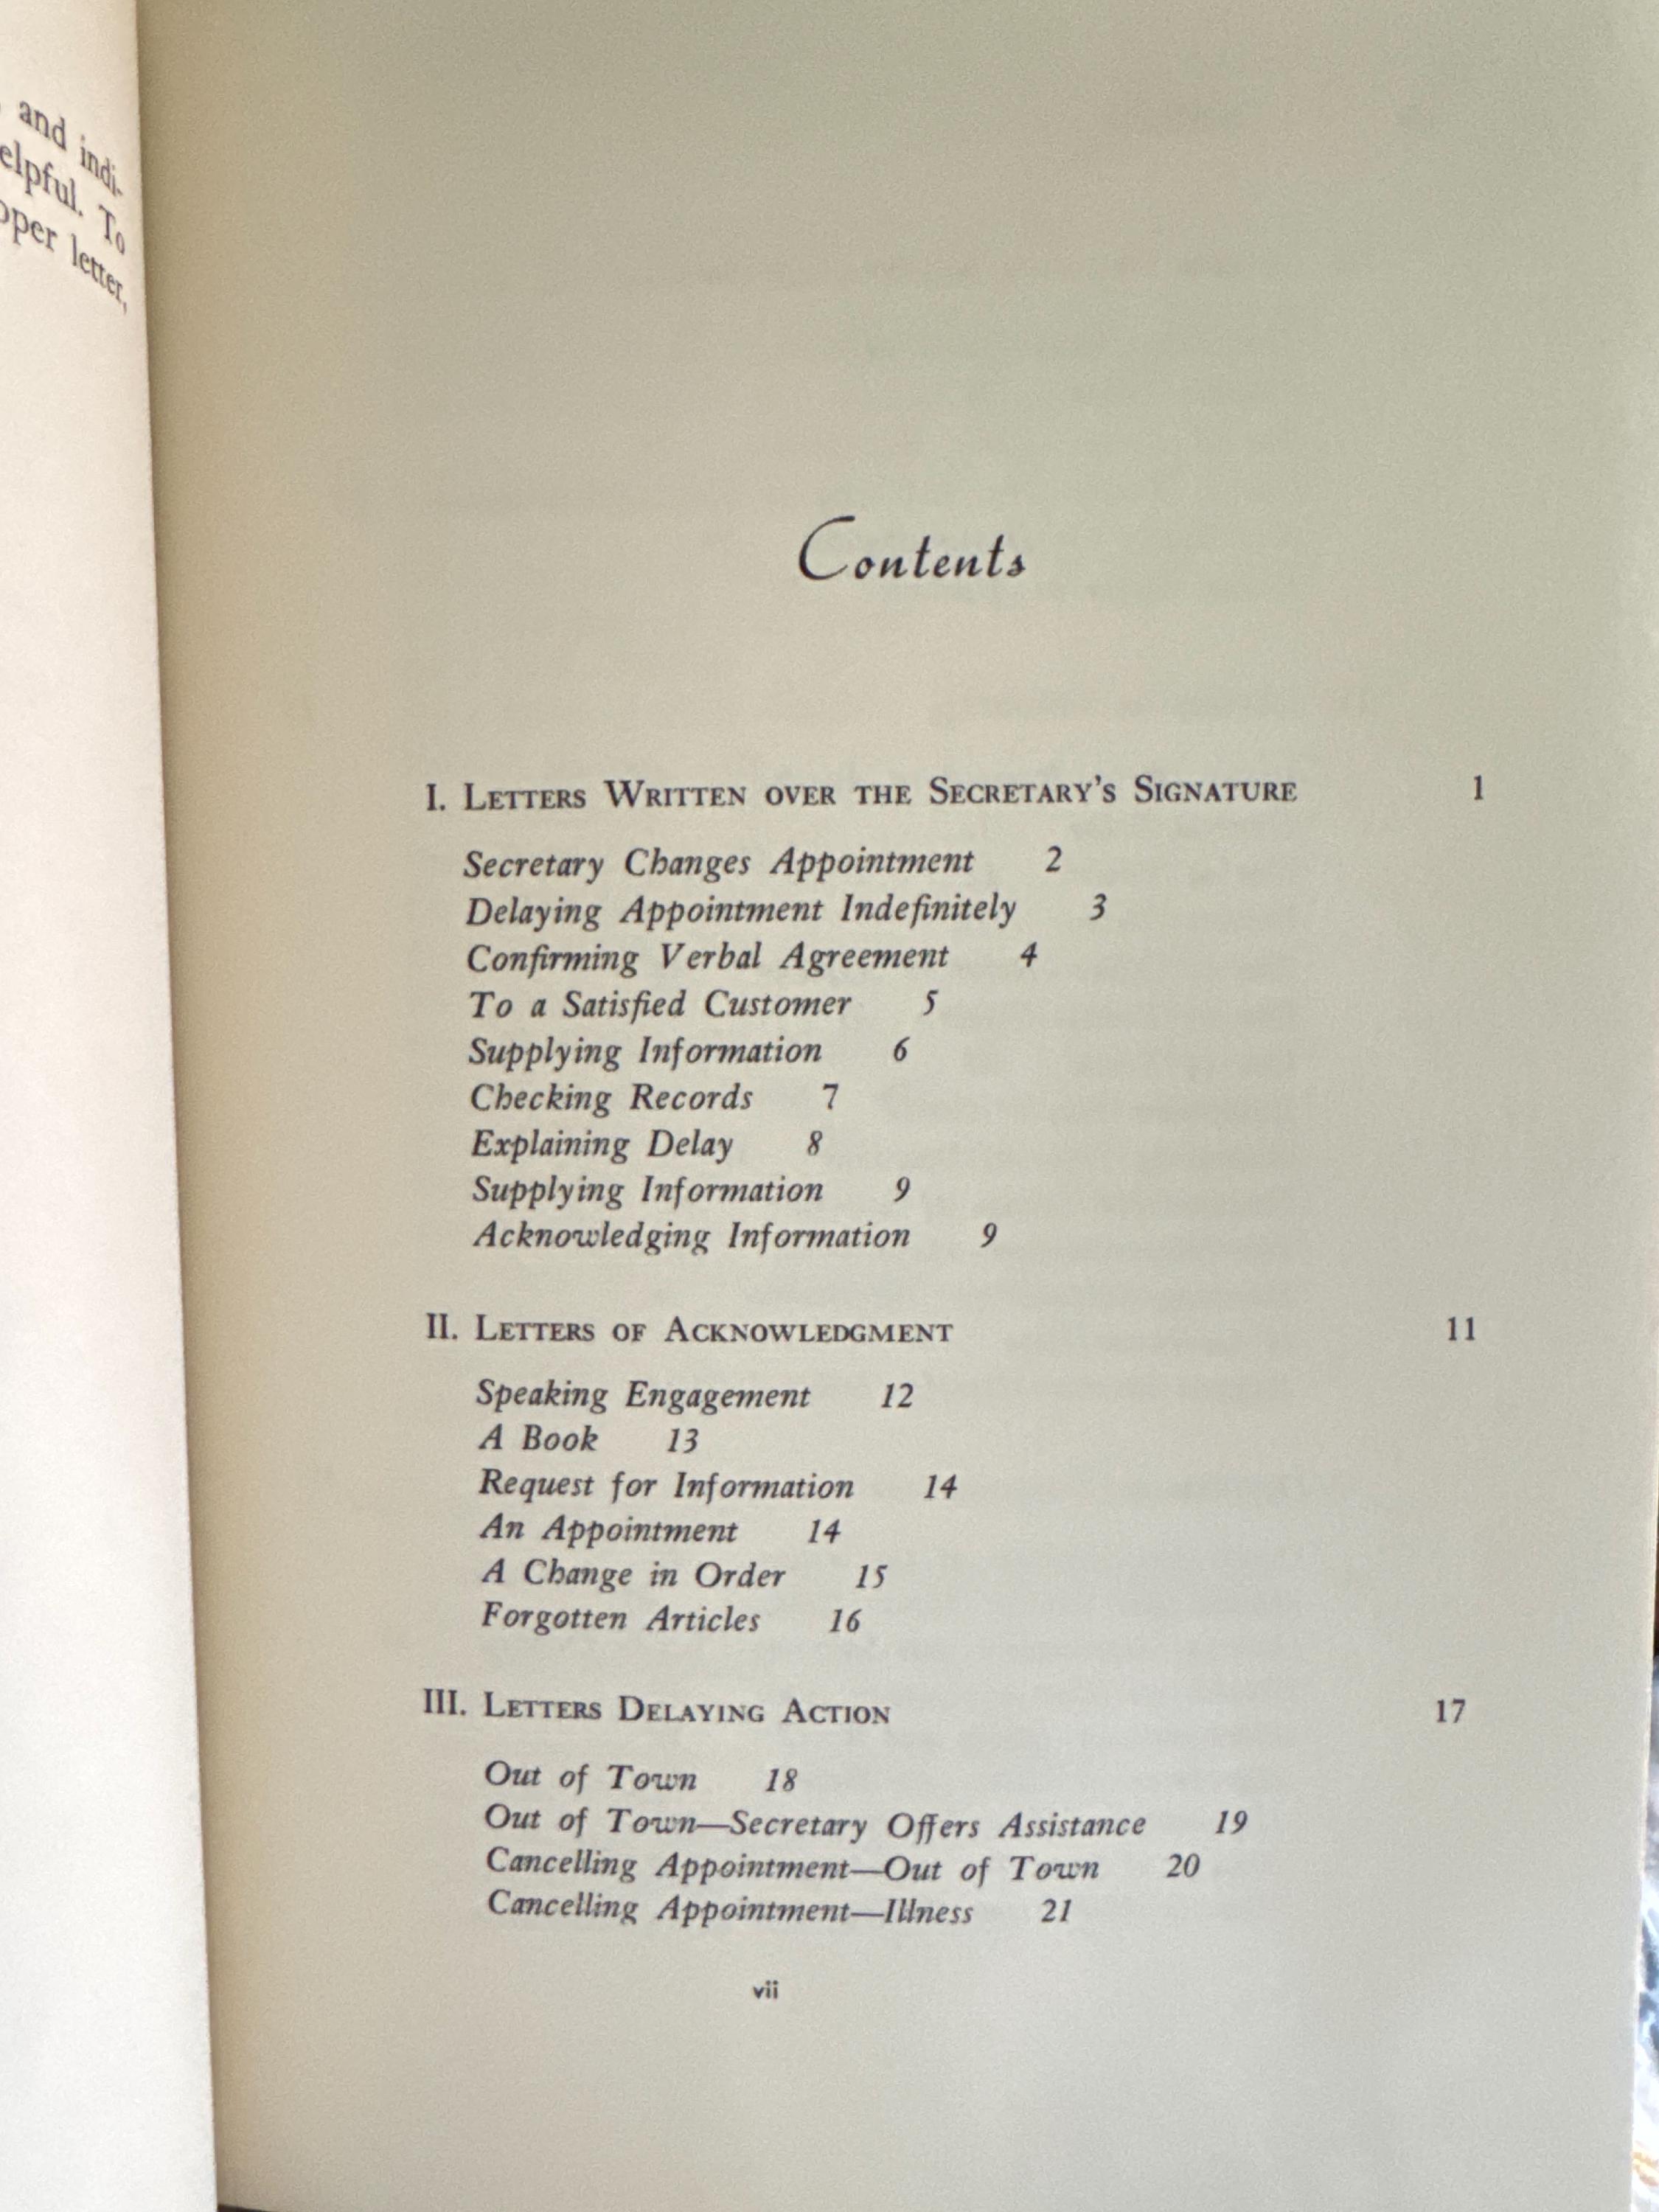 and indi-
elpful. To
oper letter,
Contents
I. LETTERS WRITTEN OVER THE SECRETARY'S SIGNATURE 1
Secretary Changes Appointment 2
Delaying Appointment Indefinitely 3
Confirming Verbal Agreement 4
To a Satisfied Customer 5
Supplying Information 6
Checking Records 7
Explaining Delay 8
Supplying Information 9
Acknowledging Information 9
II. LETTERS OF ACKNOWLEDGMENT 11
Speaking Engagement 12
A Book 13
Request for Information 14
An Appointment 14
A Change in Order 15
Forgotten Articles 16
III. LETTERS DELAYING ACTION 17
Out of Town 18
Out of Town—Secretary Offers Assistance 19
Cancelling Appointment—Out of Town 20
Cancelling Appointment—Illness 21
vii